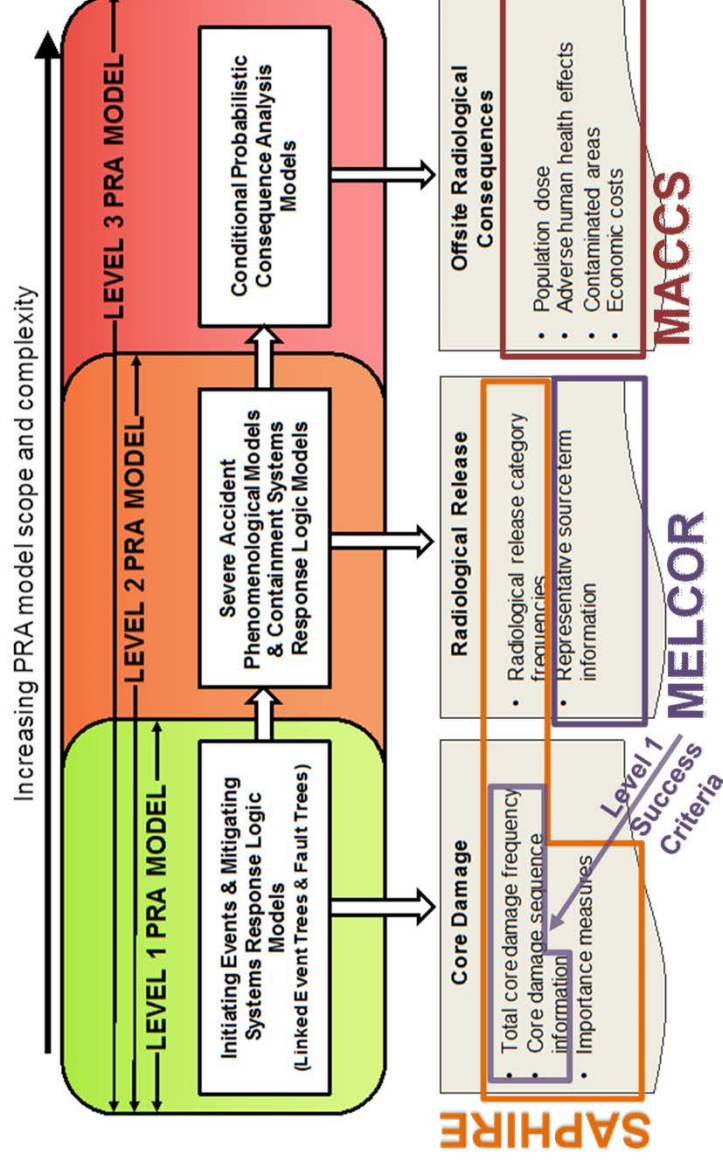 Increasing PRA model scope and complexity
LEVEL 3 PRA MODEL
LEVEL 2 PRA MODEL
LEVEL 1 PRA MODEL
Initiating Events & Mitigating
Systems Response Logic
Models
(Linked Event Trees & Fault Trees)
Severe Accident
Phenomenological Models
& Containment Systems
Response Logic Models
Conditional Probabilistic
Consequence Analysis
Models
Core Damage
• Total core damage frequency
• Core damage sequence
information
• Importance measures
Radiological Release
• Radiological release category
frequencies
• Representative source term
information
Offsite Radiological
Consequences
• Population dose
• Adverse human health effects
• Contaminated areas
• Economic costs
SAPHIRE
Level 1
Success
Criteria
MELCOR
MACCS